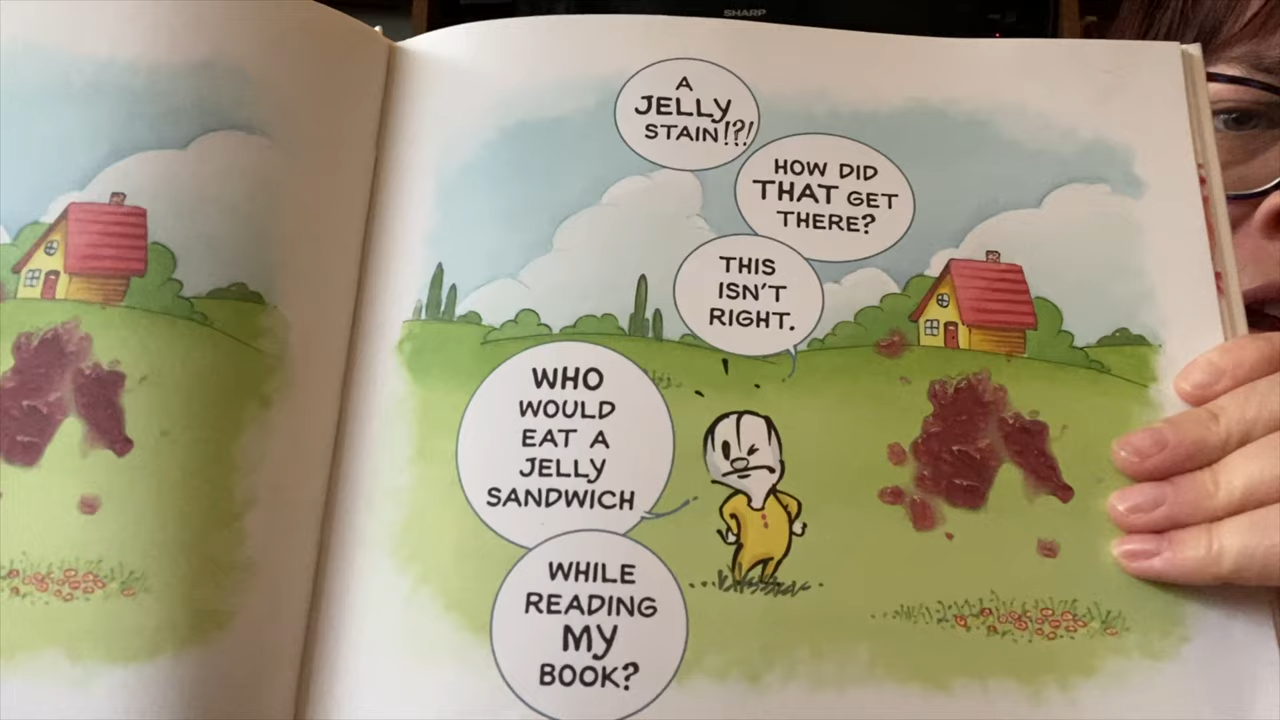 SHARP
A
JELLY
STAIN!?!
HOW DID
THAT GET
THERE?
THIS
ISN'T
RIGHT.
WHO
WOULD
EAT A
JELLY
SANDWICH
WHILE
READING
MY
BOOK?